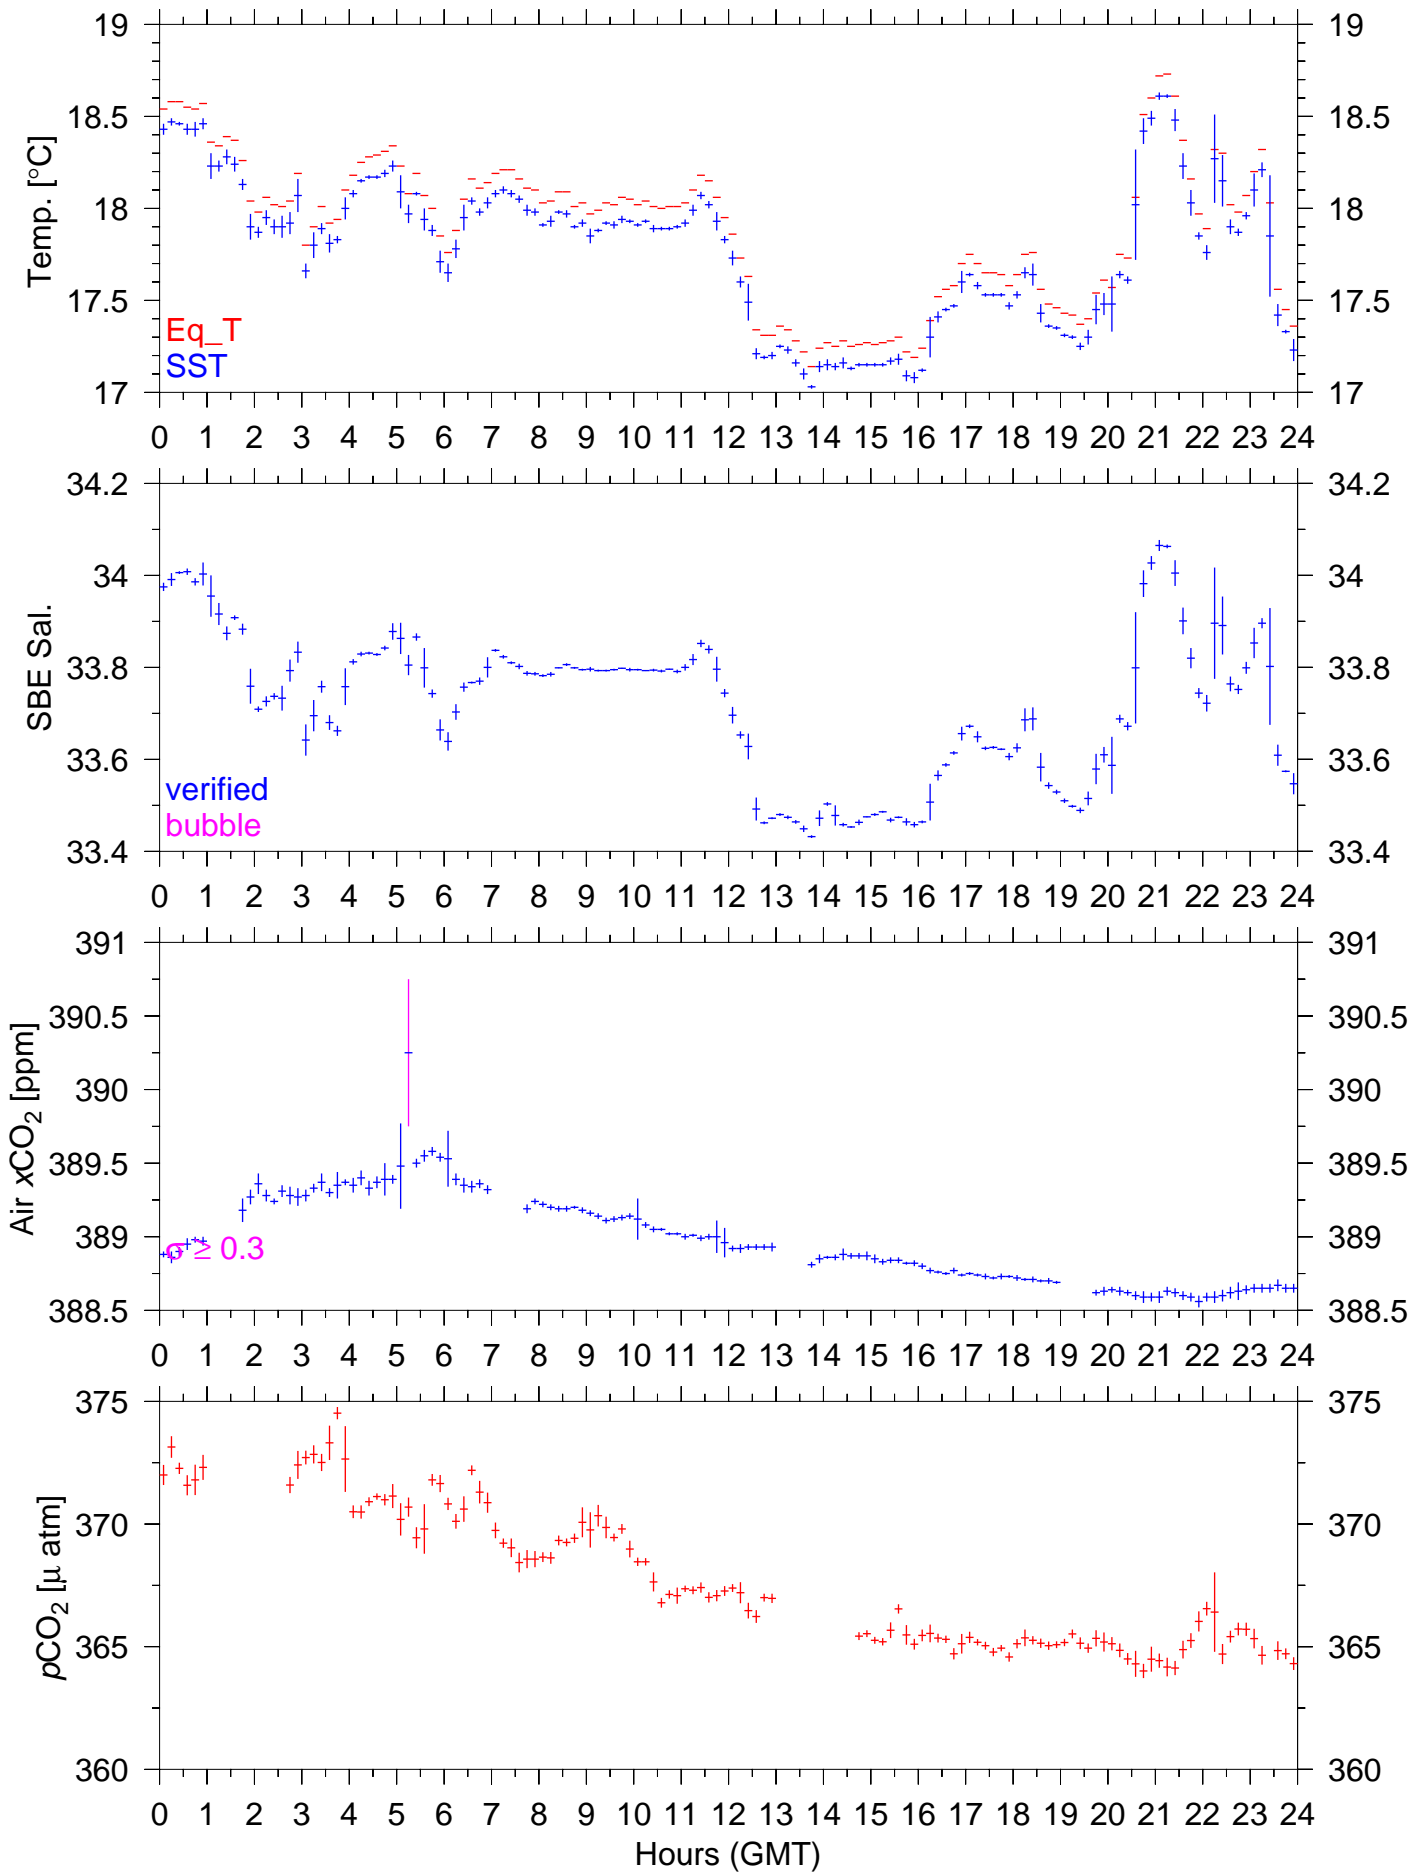 19 19
18.5 18.5
18 18
17.5 17.5
17 17
Temp. [°C]
Eq_T
SST
0 1 2 3 4 5 6 7 8 9 10 11 12 13 14 15 16 17 18 19 20 21 22 23 24
34.2 34.2
34 34
33.8 33.8
33.6 33.6
33.4 33.4
SBE Sal.
verified
bubble
0 1 2 3 4 5 6 7 8 9 10 11 12 13 14 15 16 17 18 19 20 21 22 23 24
391 391
390.5 390.5
390 390
389.5 389.5
389 389
388.5 388.5
Air xCO₂ [ppm]
σ ≥ 0.3
0 1 2 3 4 5 6 7 8 9 10 11 12 13 14 15 16 17 18 19 20 21 22 23 24
375 375
370 370
365 365
360 360
pCO₂ [μ atm]
0 1 2 3 4 5 6 7 8 9 10 11 12 13 14 15 16 17 18 19 20 21 22 23 24
Hours (GMT)